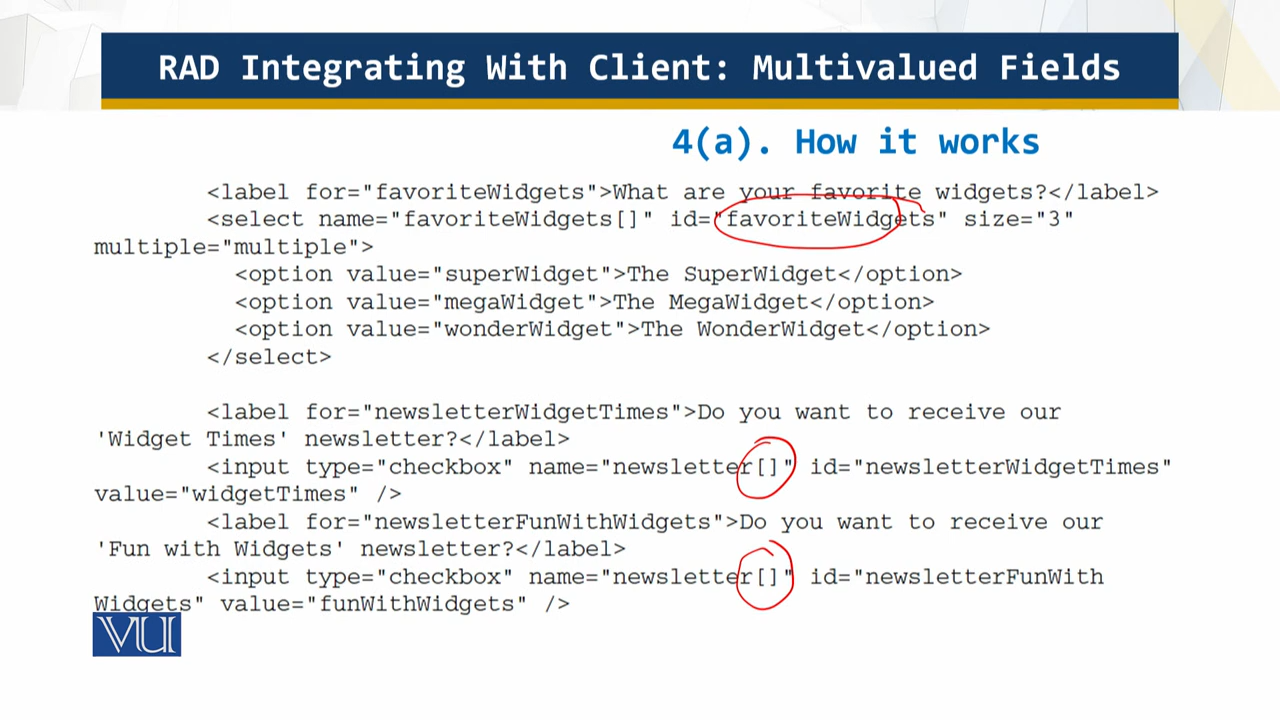 RAD Integrating With Client: Multivalued Fields
4(a). How it works
<label for="favoriteWidgets">What are your favorite widgets?</label>
<select name="favoriteWidgets[]" id="favoriteWidgets" size="3"
multiple="multiple">
<option value="superWidget">The SuperWidget</option>
<option value="megaWidget">The MegaWidget</option>
<option value="wonderWidget">The WonderWidget</option>
</select>
<label for="newsletterWidgetTimes">Do you want to receive our
'Widget Times' newsletter?</label>
<input type="checkbox" name="newsletter[]" id="newsletterWidgetTimes"
value="widgetTimes" />
<label for="newsletterFunWithWidgets">Do you want to receive our
'Fun with Widgets' newsletter?</label>
<input type="checkbox" name="newsletter[]" id="newsletterFunWith
Widgets" value="funWithWidgets" />
VU